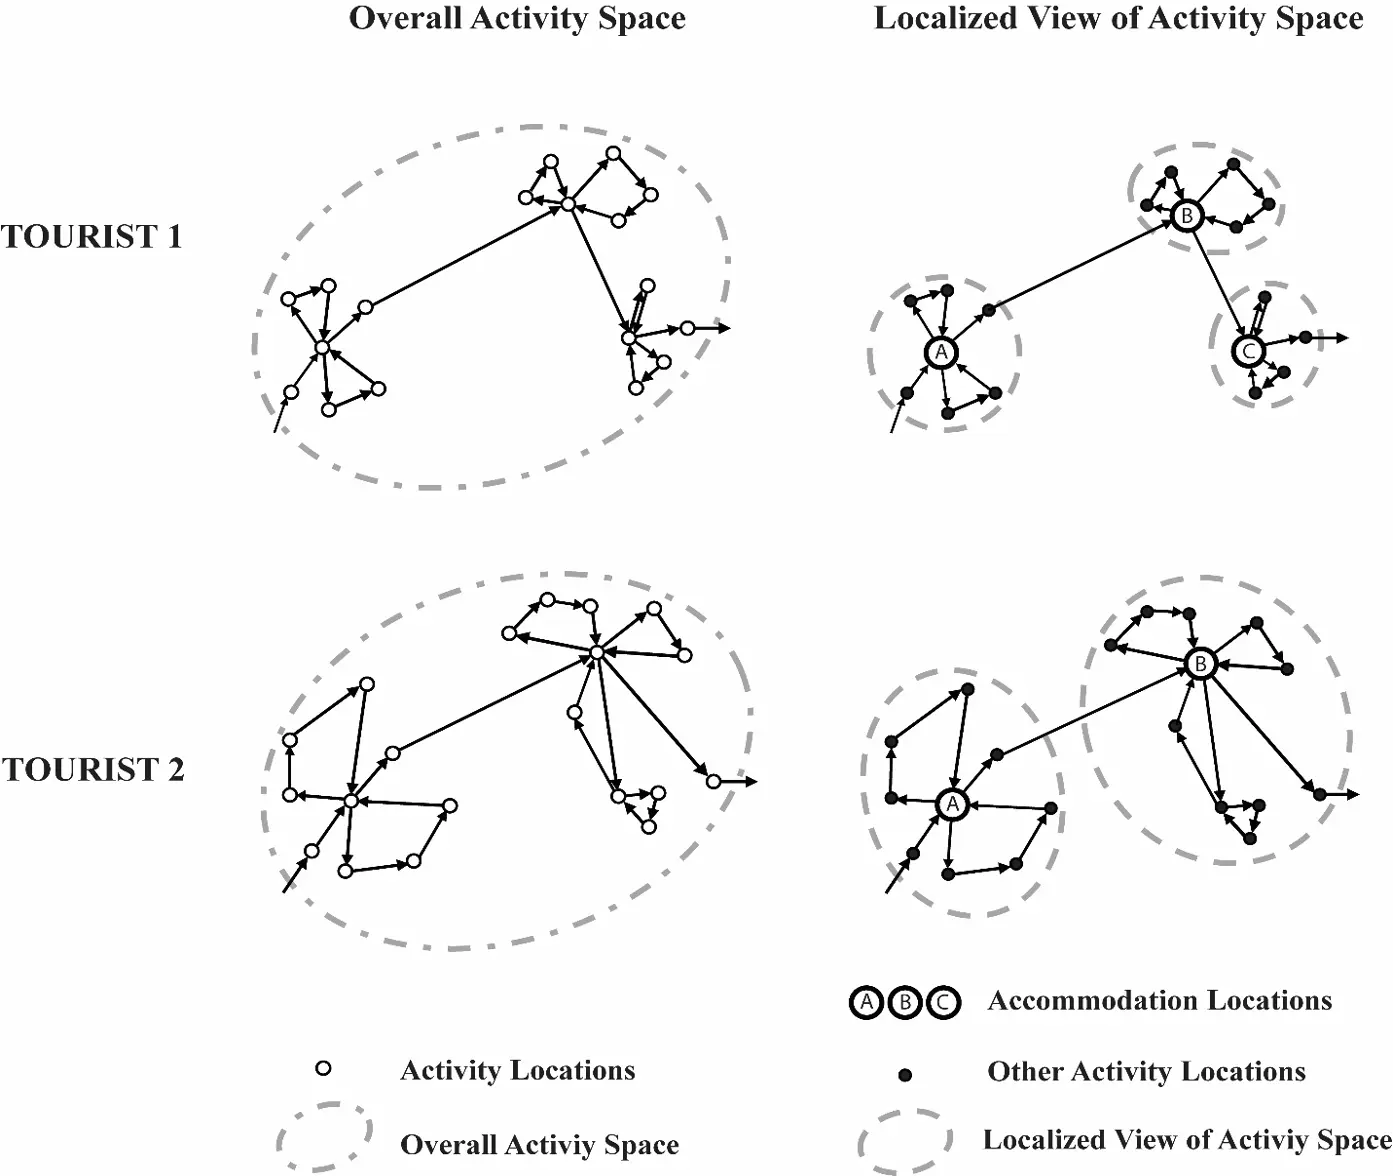 Overall Activity Space
Localized View of Activity Space
TOURIST 1
B
A
C
TOURIST 2
B
A
A B C Accommodation Locations
Activity Locations
Other Activity Locations
Overall Activiy Space
Localized View of Activiy Space